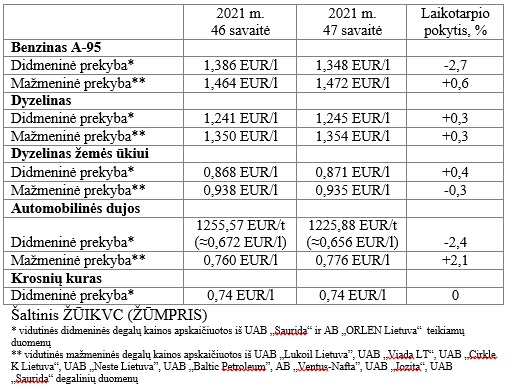 2021 m. 46 savaitė 2021 m. 47 savaitė Laikotarpio pokytis, %
Benzinas A-95
Didmeninė prekyba* 1,386 EUR/l 1,348 EUR/l -2,7
Mažmeninė prekyba** 1,464 EUR/l 1,472 EUR/l +0,6
Dyzelinas
Didmeninė prekyba* 1,241 EUR/l 1,245 EUR/l +0,3
Mažmeninė prekyba** 1,350 EUR/l 1,354 EUR/l +0,3
Dyzelinas žemės ūkiui
Didmeninė prekyba* 0,868 EUR/l 0,871 EUR/l +0,4
Mažmeninė prekyba** 0,938 EUR/l 0,935 EUR/l -0,3
Automobilinės dujos
Didmeninė prekyba* 1255,57 EUR/t (≈0,672 EUR/l) 1225,88 EUR/t (≈0,656 EUR/l) -2,4
Mažmeninė prekyba** 0,760 EUR/l 0,776 EUR/l +2,1
Krosnių kuras
Didmeninė prekyba* 0,74 EUR/l 0,74 EUR/l 0
Šaltinis ŽŪIKVC (ŽŪMPRIS)
* vidutinės didmeninės degalų kainos apskaičiuotos iš UAB „Saurida“ ir AB „ORLEN Lietuva“ teikiamų
duomenų
** vidutinės mažmeninės degalų kainos apskaičiuotos iš UAB „Lukoil Lietuva”, UAB „Viada LT“, UAB „Cirkle
K Lietuva“, UAB „Neste Lietuva”, UAB „Baltic Petroleum”, AB „Ventus-Nafta”, UAB „Jozita“, UAB
„Saurida“ degalinių duomenų